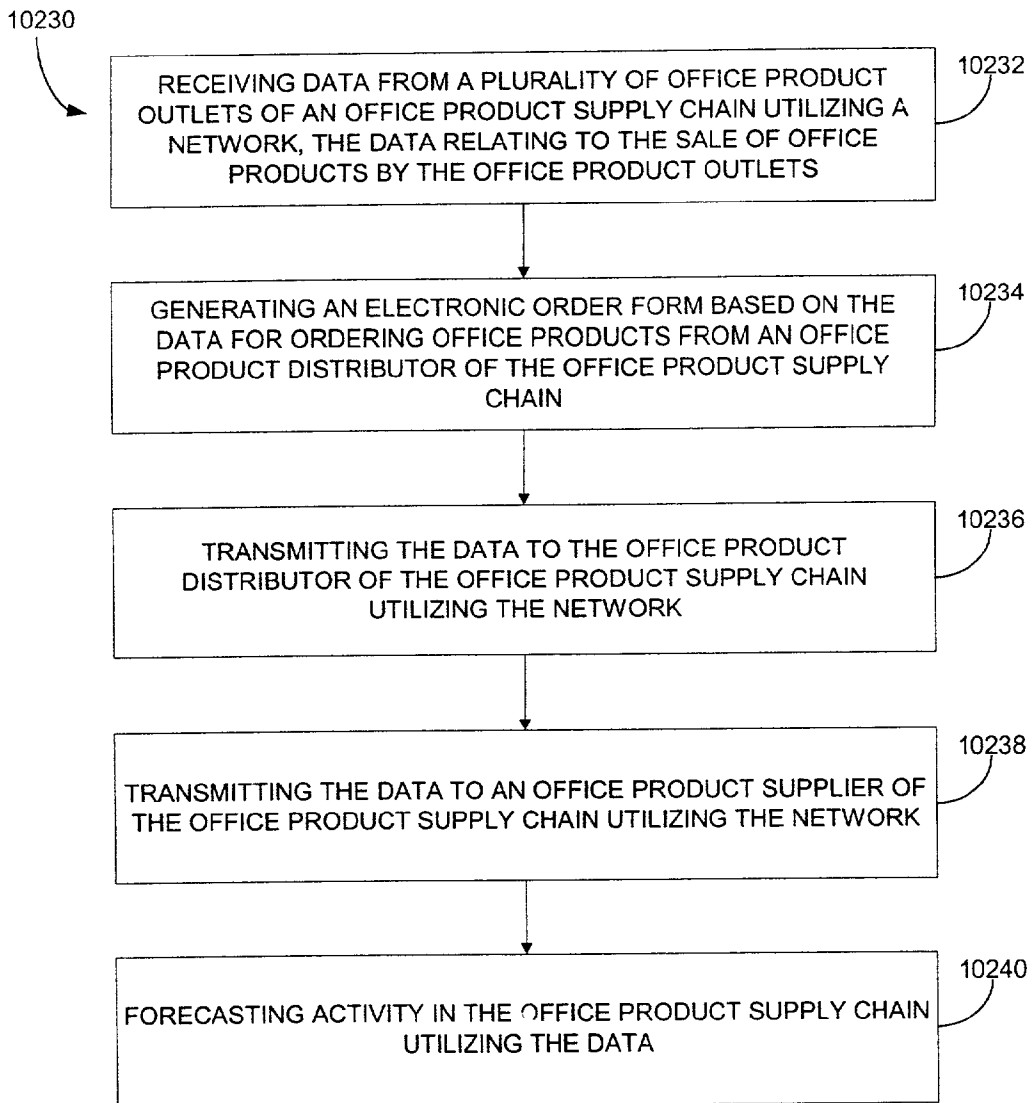 10230
RECEIVING DATA FROM A PLURALITY OF OFFICE PRODUCT
OUTLETS OF AN OFFICE PRODUCT SUPPLY CHAIN UTILIZING A
NETWORK, THE DATA RELATING TO THE SALE OF OFFICE
PRODUCTS BY THE OFFICE PRODUCT OUTLETS
10232
GENERATING AN ELECTRONIC ORDER FORM BASED ON THE
DATA FOR ORDERING OFFICE PRODUCTS FROM AN OFFICE
PRODUCT DISTRIBUTOR OF THE OFFICE PRODUCT SUPPLY
CHAIN
10234
TRANSMITTING THE DATA TO THE OFFICE PRODUCT
DISTRIBUTOR OF THE OFFICE PRODUCT SUPPLY CHAIN
UTILIZING THE NETWORK
10236
TRANSMITTING THE DATA TO AN OFFICE PRODUCT SUPPLIER OF
THE OFFICE PRODUCT SUPPLY CHAIN UTILIZING THE NETWORK
10238
FORECASTING ACTIVITY IN THE OFFICE PRODUCT SUPPLY CHAIN
UTILIZING THE DATA
10240